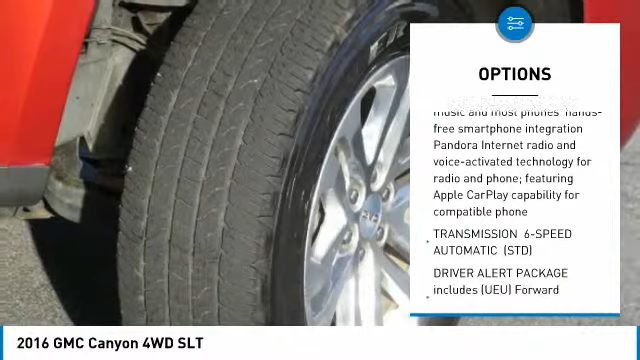 OPTIONS
music and most phones hands-
free smartphone integration
Pandora Internet radio and
voice-activated technology for
radio and phone; featuring
Apple CarPlay capability for
compatible phone
TRANSMISSION 6-SPEED
AUTOMATIC (STD)
DRIVER ALERT PACKAGE
includes (UEU) Forward
2016 GMC Canyon 4WD SLT